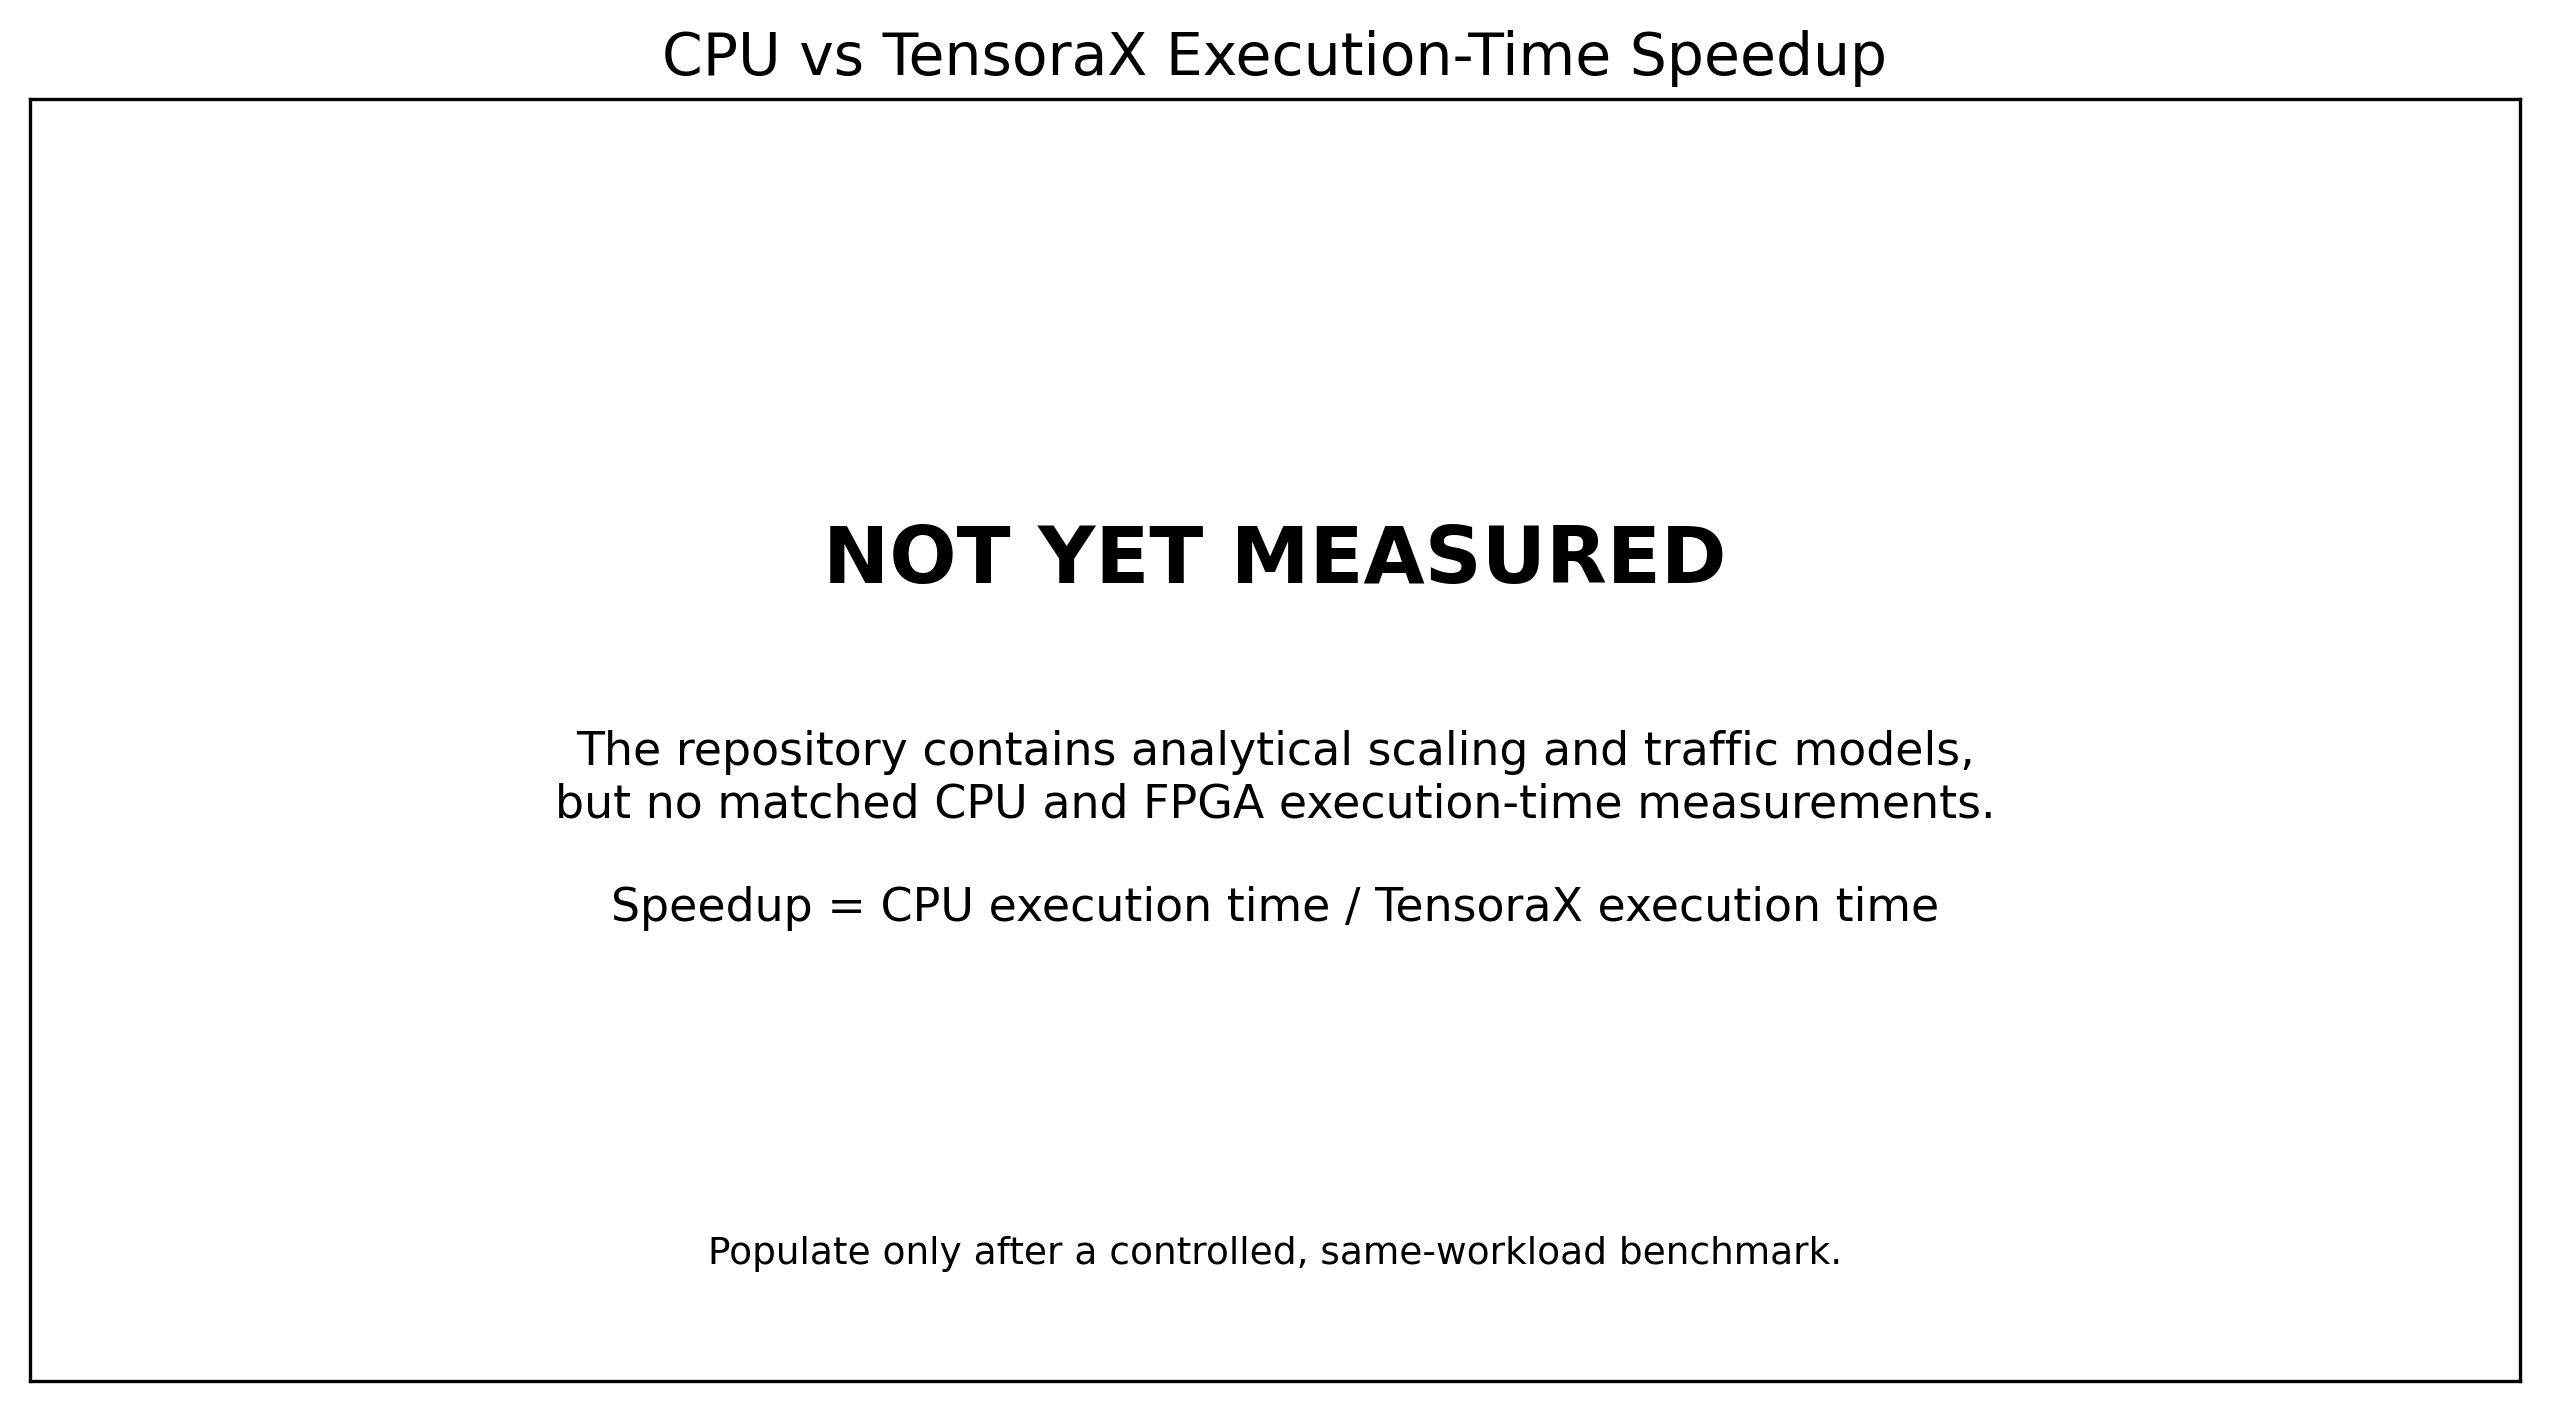 CPU vs TensoraX Execution-Time Speedup
NOT YET MEASURED
The repository contains analytical scaling and traffic models,
but no matched CPU and FPGA execution-time measurements.
Speedup = CPU execution time / TensoraX execution time
Populate only after a controlled, same-workload benchmark.